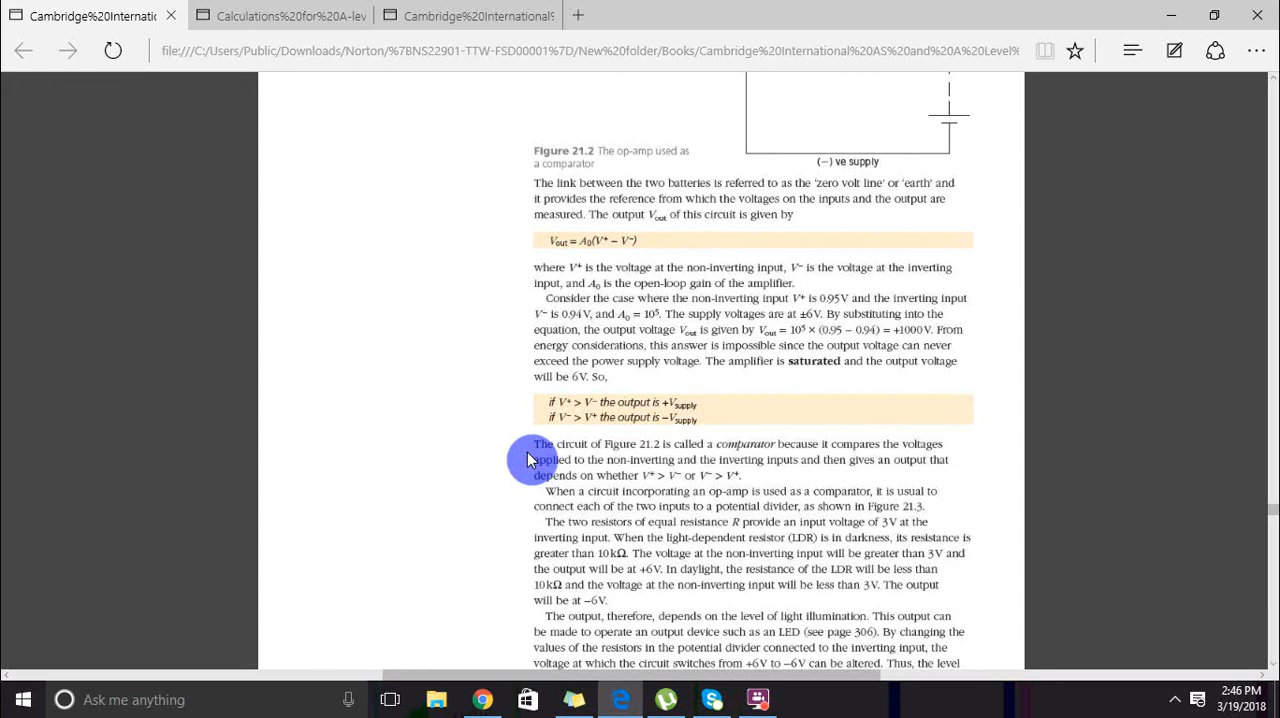 Cambridge%20Internatio
Calculations%20for%20A-lev
Cambridge%20International%
file:///C:/Users/Public/Downloads/Norton/%7BNS22901-TTW-FSD00001%7D/New%20folder/Books/Cambridge%20International%20AS%20and%20A%20Level%
Figure 21.2 The op-amp used as
a comparator
(−) ve supply
The link between the two batteries is referred to as the 'zero volt line' or 'earth' and
it provides the reference from which the voltages on the inputs and the output are
measured. The output Vout of this circuit is given by
Vout = A0(V+ − V−)
where V+ is the voltage at the non-inverting input, V− is the voltage at the inverting
input, and A0 is the open-loop gain of the amplifier.
Consider the case where the non-inverting input V+ is 0.95 V and the inverting input
V− is 0.94 V, and A0 = 10⁵. The supply voltages are at ±6 V. By substituting into the
equation, the output voltage Vout is given by Vout = 10⁵ × (0.95 − 0.94) = +1000 V. From
energy considerations, this answer is impossible since the output voltage can never
exceed the power supply voltage. The amplifier is saturated and the output voltage
will be 6 V. So,
if V+ > V− the output is +Vsupply
if V− > V+ the output is −Vsupply
The circuit of Figure 21.2 is called a comparator because it compares the voltages
applied to the non-inverting and the inverting inputs and then gives an output that
depends on whether V+ > V− or V− > V+.
When a circuit incorporating an op-amp is used as a comparator, it is usual to
connect each of the two inputs to a potential divider, as shown in Figure 21.3.
The two resistors of equal resistance R provide an input voltage of 3 V at the
inverting input. When the light-dependent resistor (LDR) is in darkness, its resistance is
greater than 10 kΩ. The voltage at the non-inverting input will be greater than 3 V and
the output will be at +6 V. In daylight, the resistance of the LDR will be less than
10 kΩ and the voltage at the non-inverting input will be less than 3 V. The output
will be at −6 V.
The output, therefore, depends on the level of light illumination. This output can
be made to operate an output device such as an LED (see page 306). By changing the
values of the resistors in the potential divider connected to the inverting input, the
voltage at which the circuit switches from +6 V to −6 V can be altered. Thus, the level
Ask me anything
2:46 PM
3/19/2018